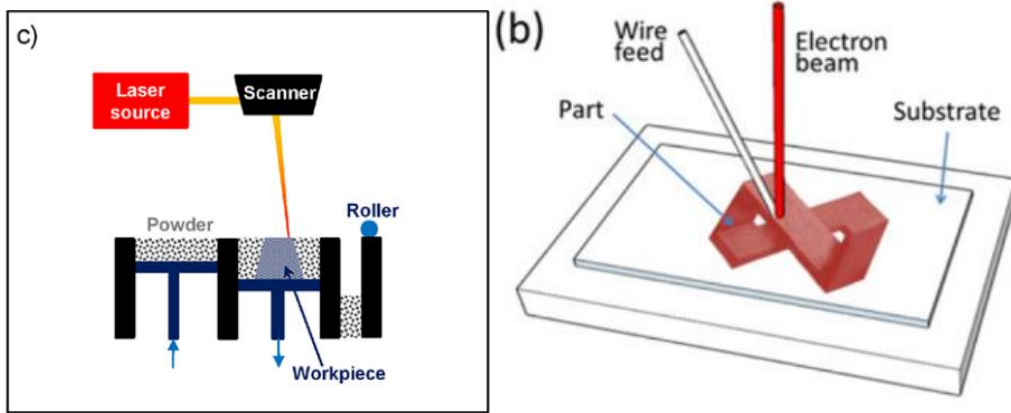 c)
Laser
source
Scanner
Powder
Roller
Workpiece
(b)
Wire
feed
Electron
beam
Part
Substrate